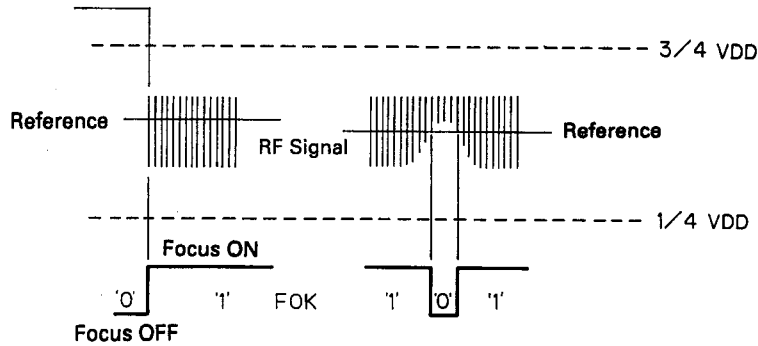 3/4 VDD
Reference
RF Signal
Reference
1/4 VDD
Focus ON
'0' '1' FOK '1' '0' '1'
Focus OFF